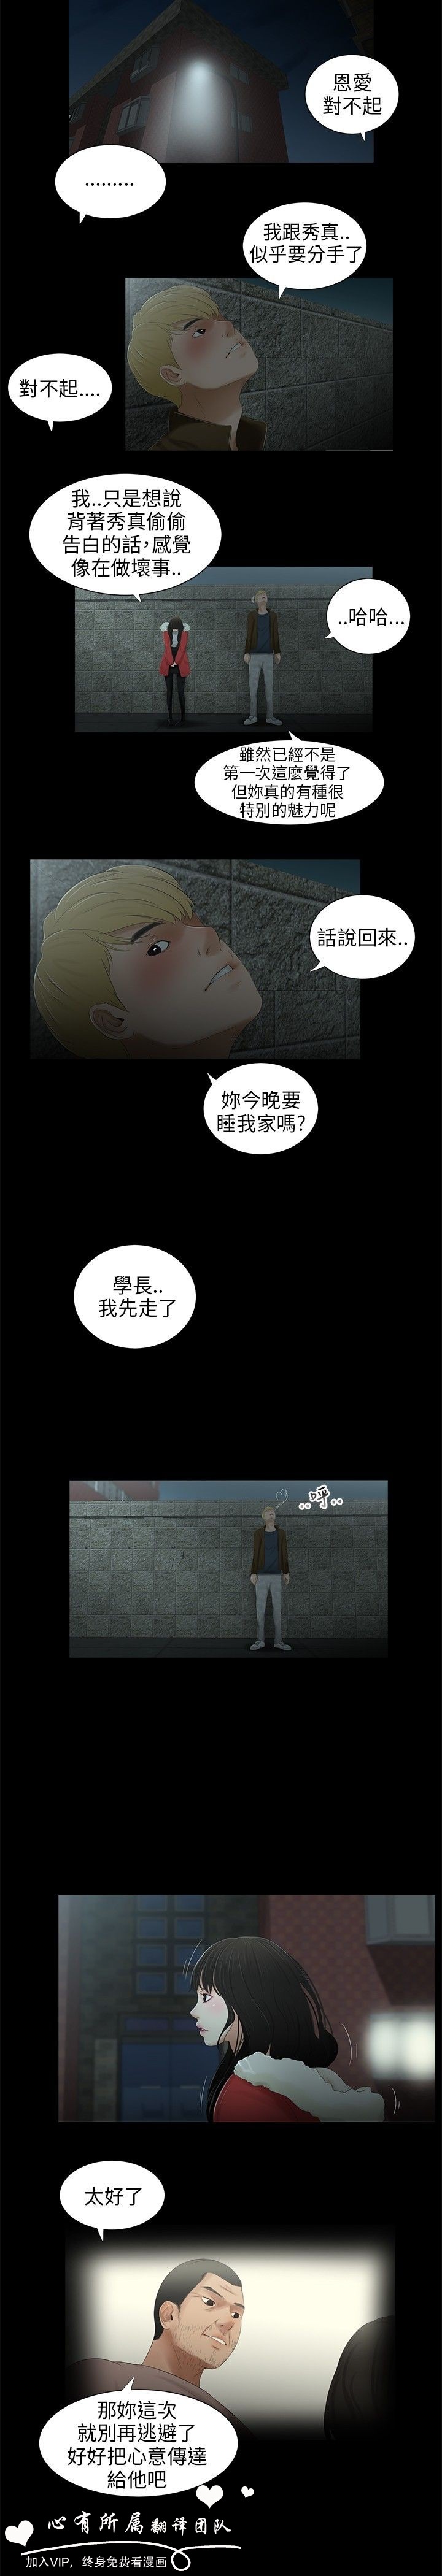 恩愛
對不起
.........
我跟秀真..
似乎要分手了
對不起....
我..只是想說
背著秀真偷偷
告白的話，感覺
像在做壞事..
..哈哈...
雖然已經不是
第一次這麼覺得了
但妳真的有種很
特別的魅力呢
話說回來..
妳今晚要
睡我家嗎?
學長..
我先走了
..呼..
太好了
那妳這次
就別再逃避了
好好把心意傳達
給他吧
心有所属翻译团队
加入VIP，终身免费看漫画